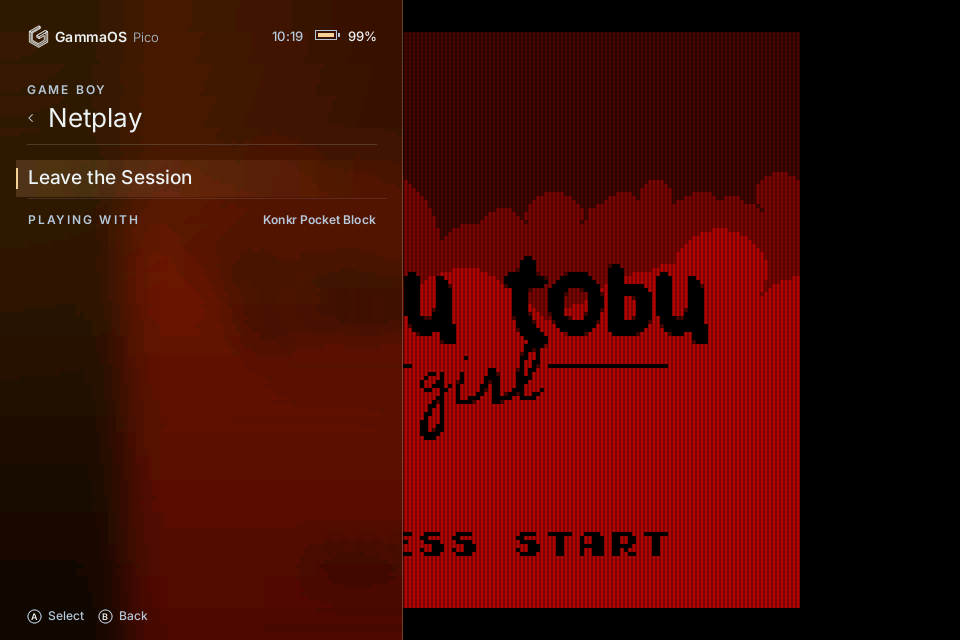 GammaOS Pico 10:19 99%
GAME BOY
Netplay
Leave the Session
PLAYING WITH Konkr Pocket Block
u tobu
girl
ESS START
A Select B Back